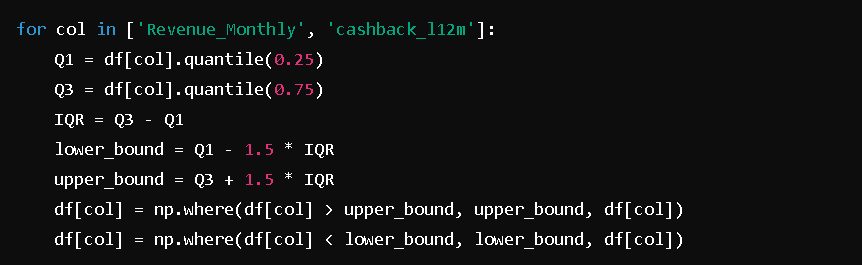 for col in ['Revenue_Monthly', 'cashback_l12m']:
    Q1 = df[col].quantile(0.25)
    Q3 = df[col].quantile(0.75)
    IQR = Q3 - Q1
    lower_bound = Q1 - 1.5 * IQR
    upper_bound = Q3 + 1.5 * IQR
    df[col] = np.where(df[col] > upper_bound, upper_bound, df[col])
    df[col] = np.where(df[col] < lower_bound, lower_bound, df[col])